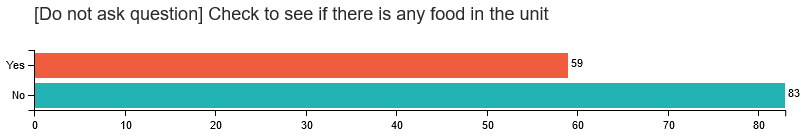 [Do not ask question] Check to see if there is any food in the unit
Yes 59
No 83
0 10 20 30 40 50 60 70 80